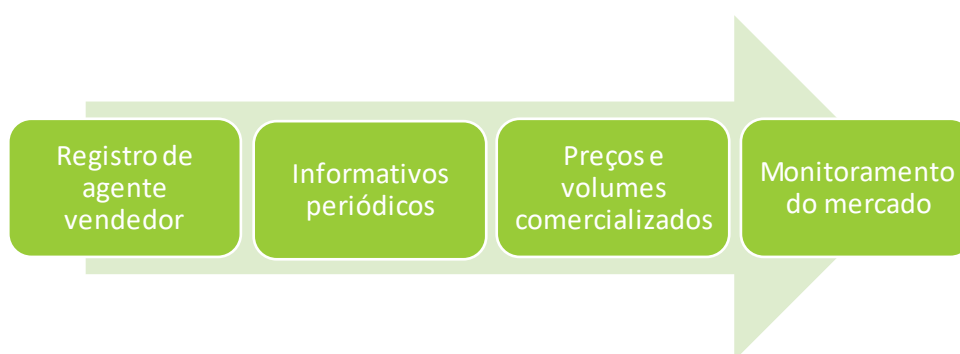 Registro de
agente
vendedor
Informativos
periódicos
Preços e
volumes
comercializados
Monitoramento
do mercado